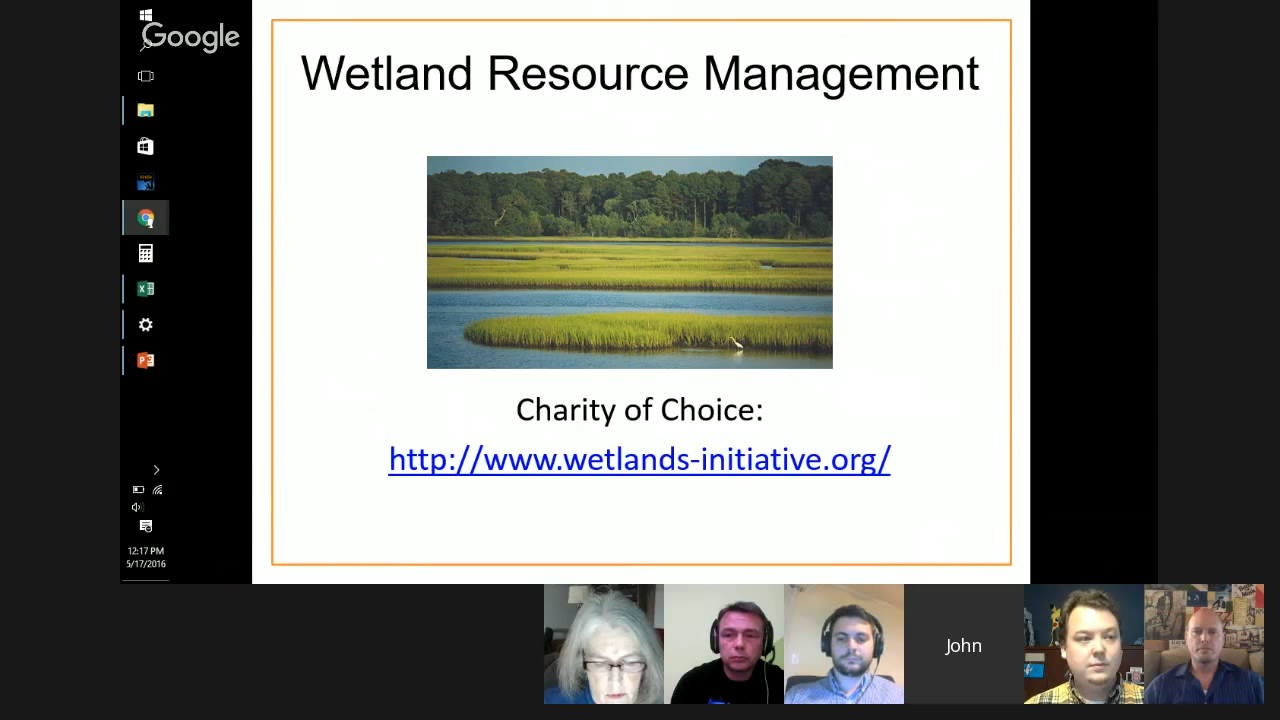 Google
Wetland Resource Management
Charity of Choice:
http://www.wetlands-initiative.org/
12:17 PM
5/17/2016
John